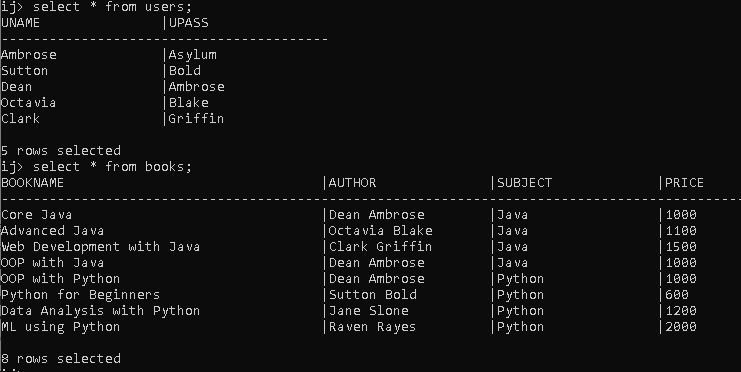 ij> select * from users;
UNAME |UPASS
-----------------------------------------
Ambrose |Asylum
Sutton |Bold
Dean |Ambrose
Octavia |Blake
Clark |Griffin
5 rows selected
ij> select * from books;
BOOKNAME |AUTHOR |SUBJECT |PRICE
--------------------------------------------------------------------------------------------
Core Java |Dean Ambrose |Java |1000
Advanced Java |Octavia Blake |Java |1100
Web Development with Java |Clark Griffin |Java |1500
OOP with Java |Dean Ambrose |Java |1000
OOP with Python |Dean Ambrose |Python |1000
Python for Beginners |Sutton Bold |Python |600
Data Analysis with Python |Jane Slone |Python |1200
ML using Python |Raven Rayes |Python |2000
8 rows selected